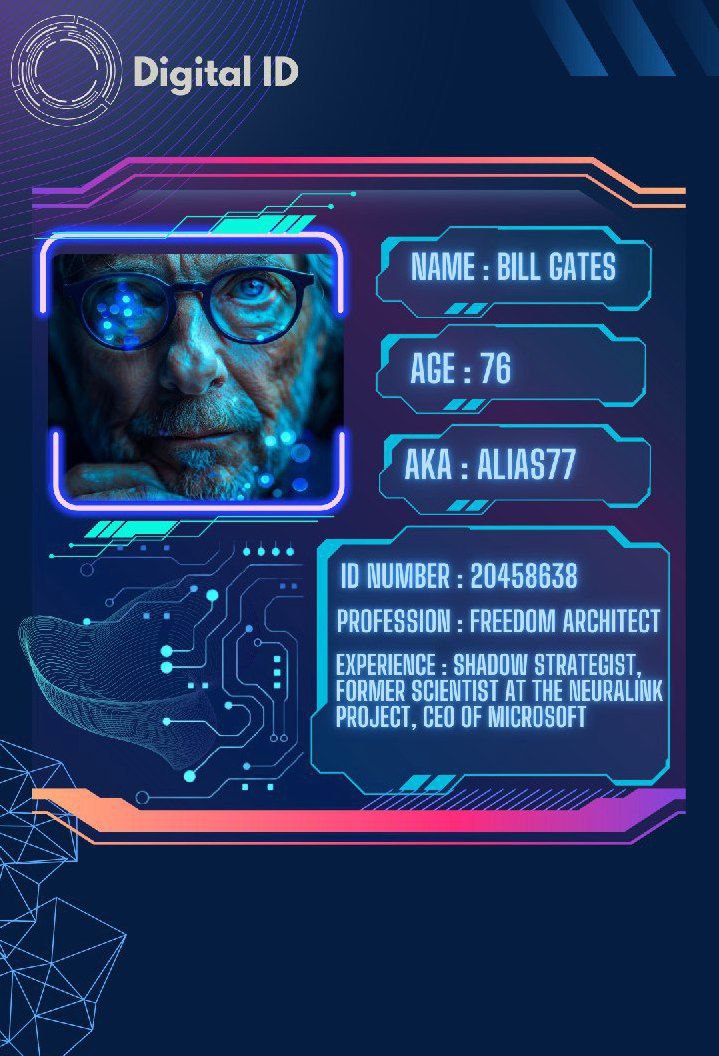 Digital ID
NAME : BILL GATES
AGE : 76
AKA : ALIAS77
ID NUMBER : 20458638
PROFESSION : FREEDOM ARCHITECT
EXPERIENCE : SHADOW STRATEGIST,
FORMER SCIENTIST AT THE NEURALINK
PROJECT, CEO OF MICROSOFT